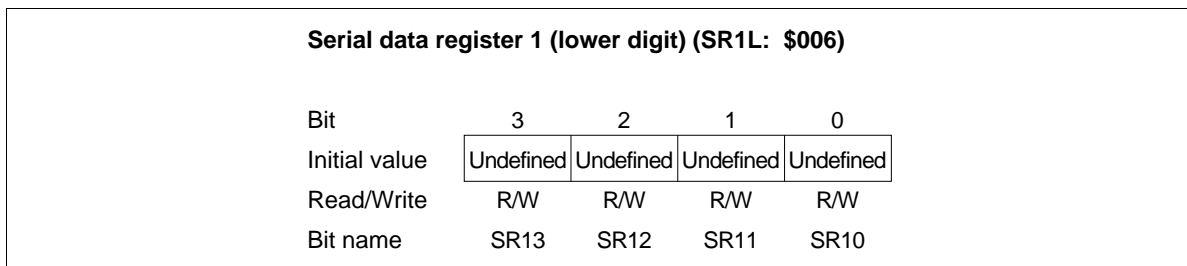 Serial data register 1 (lower digit) (SR1L: $006)
Bit 3 2 1 0
Initial value Undefined Undefined Undefined Undefined
Read/Write R/W R/W R/W R/W
Bit name SR13 SR12 SR11 SR10